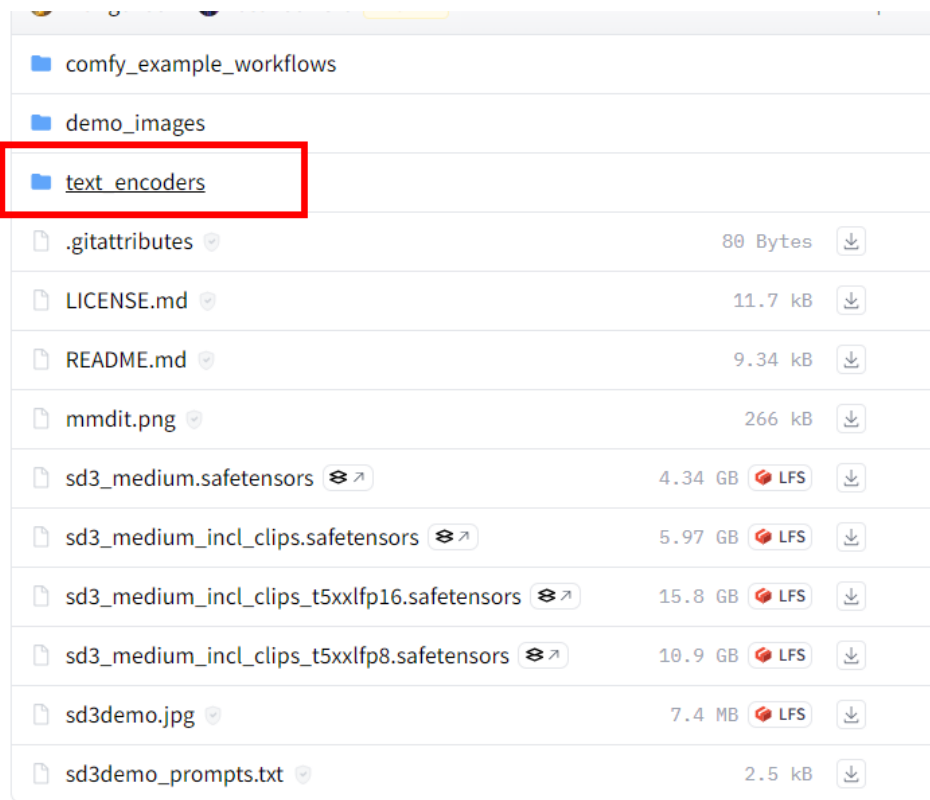 comfy_example_workflows
demo_images
text_encoders
.gitattributes 80 Bytes
LICENSE.md 11.7 kB
README.md 9.34 kB
mmdit.png 266 kB
sd3_medium.safetensors 4.34 GB LFS
sd3_medium_incl_clips.safetensors 5.97 GB LFS
sd3_medium_incl_clips_t5xxlfp16.safetensors 15.8 GB LFS
sd3_medium_incl_clips_t5xxlfp8.safetensors 10.9 GB LFS
sd3demo.jpg 7.4 MB LFS
sd3demo_prompts.txt 2.5 kB